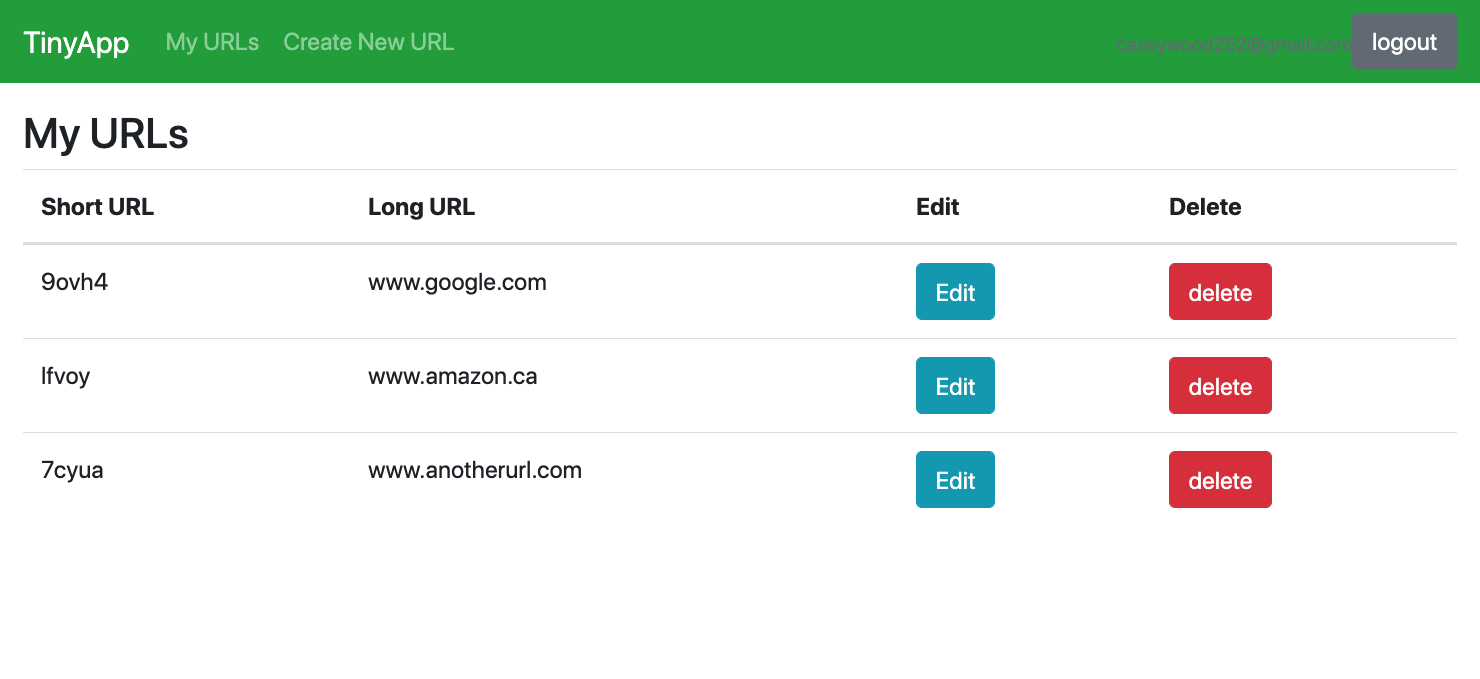 TinyApp My URLs Create New URL caseywood252@gmail.com logout
My URLs
Short URL Long URL Edit Delete
9ovh4 www.google.com Edit delete
lfvoy www.amazon.ca Edit delete
7cyua www.anotherurl.com Edit delete